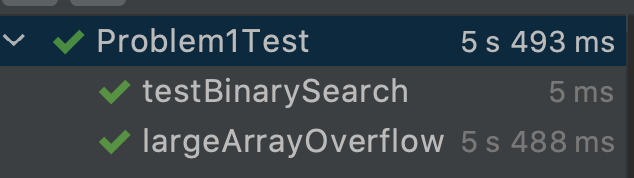 Problem1Test 5 s 493 ms
testBinarySearch 5 ms
largeArrayOverflow 5 s 488 ms